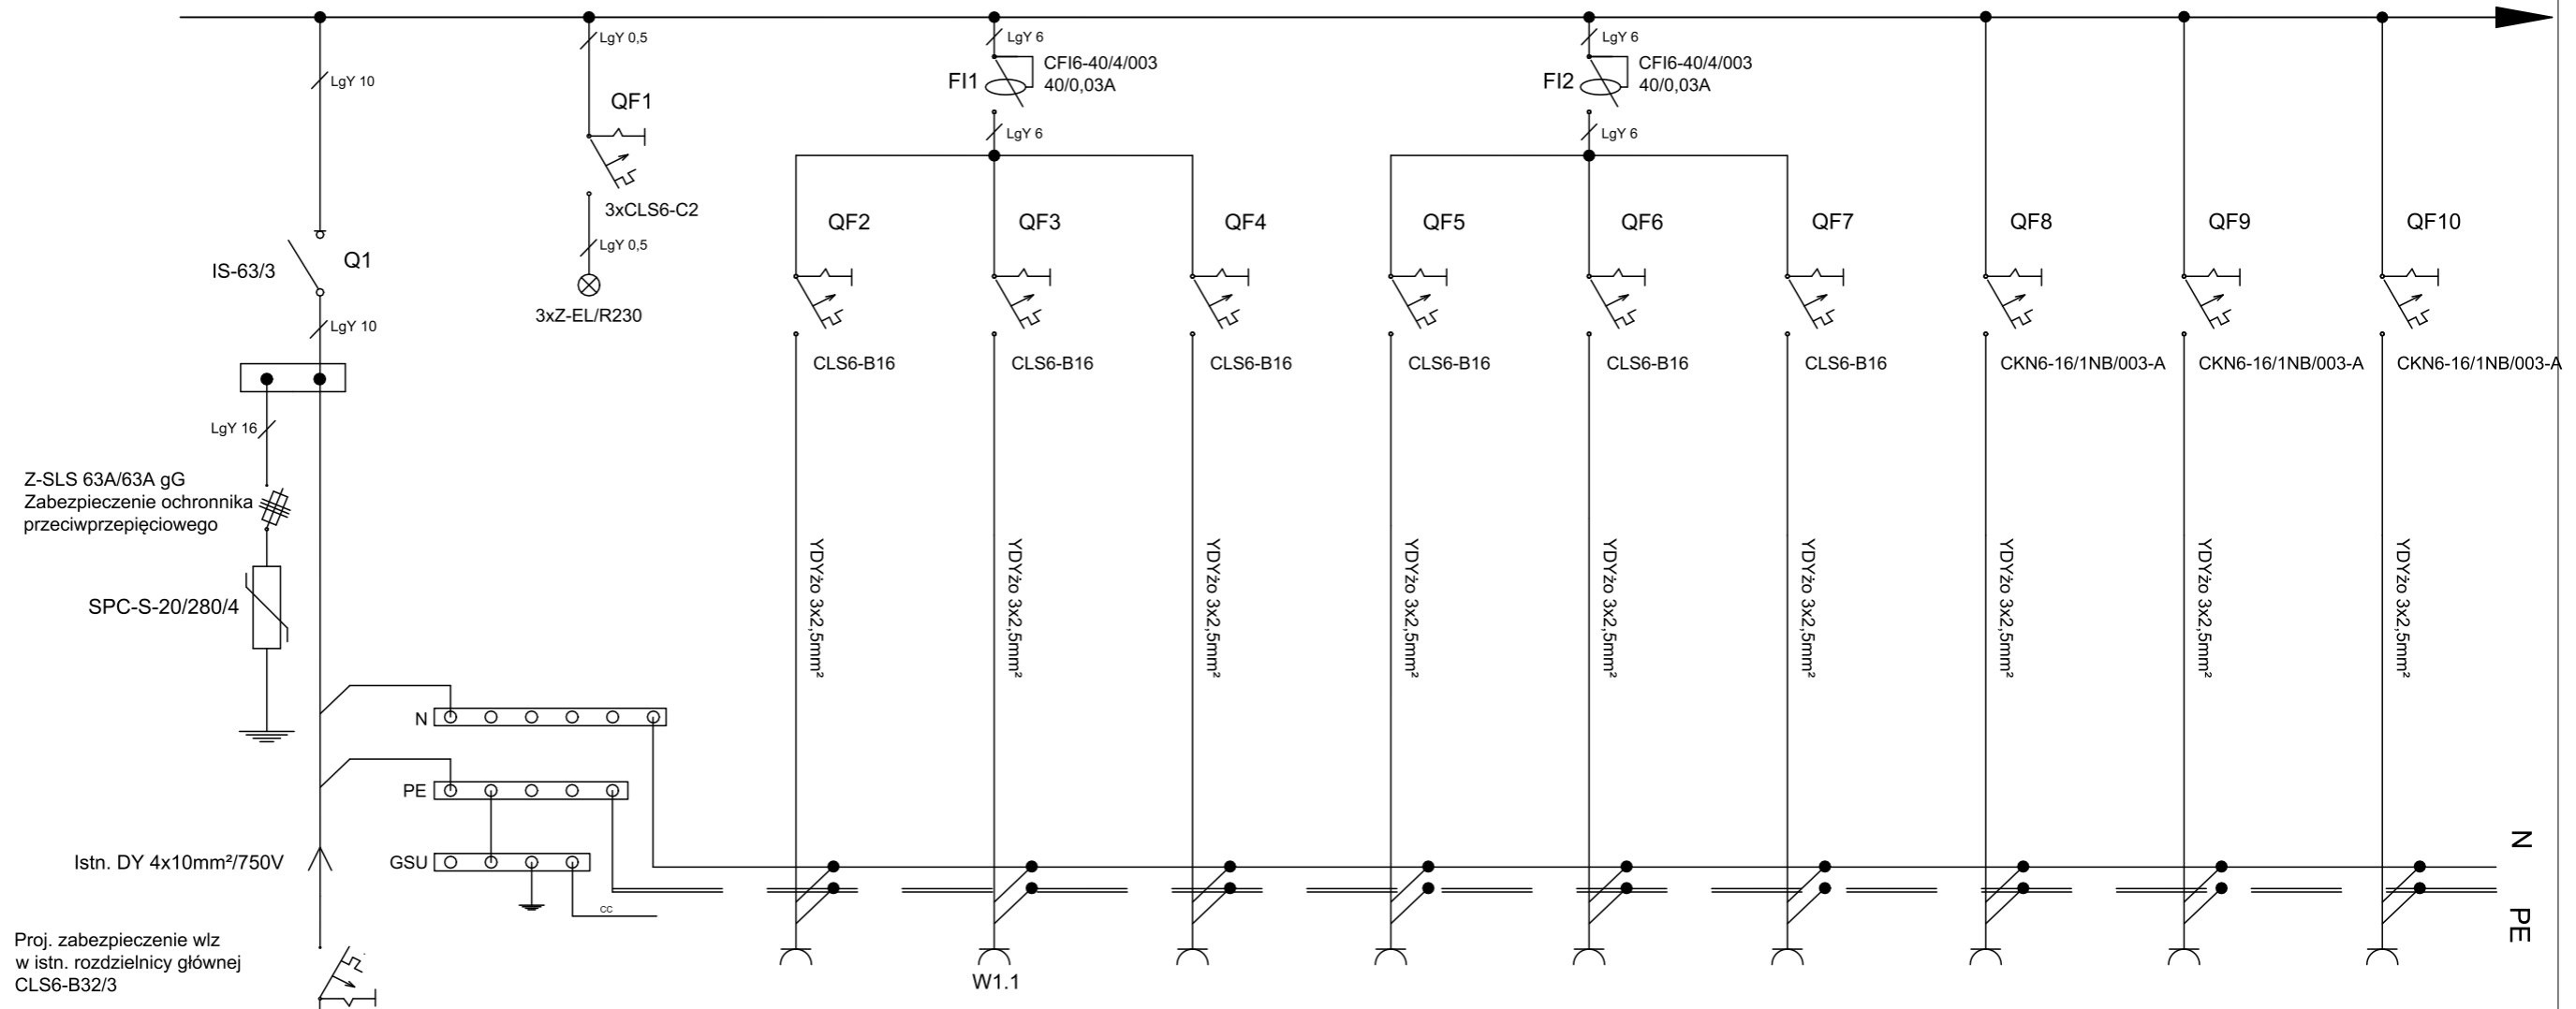 LgY 10
LgY 0,5
LgY 6
LgY 6
FI1
CFI6-40/4/003
40/0,03A
FI2
CFI6-40/4/003
40/0,03A
QF1
LgY 6
LgY 6
3xCLS6-C2
LgY 0,5
3xZ-EL/R230
IS-63/3
Q1
LgY 10
QF2
QF3
QF4
QF5
QF6
QF7
QF8
QF9
QF10
CLS6-B16
CLS6-B16
CLS6-B16
CLS6-B16
CLS6-B16
CLS6-B16
CKN6-16/1NB/003-A
CKN6-16/1NB/003-A
CKN6-16/1NB/003-A
LgY 16
Z-SLS 63A/63A gG
Zabezpieczenie ochronnika
przeciwprzepięciowego
SPC-S-20/280/4
YDYżo 3x2,5mm²
YDYżo 3x2,5mm²
YDYżo 3x2,5mm²
YDYżo 3x2,5mm²
YDYżo 3x2,5mm²
YDYżo 3x2,5mm²
YDYżo 3x2,5mm²
YDYżo 3x2,5mm²
YDYżo 3x2,5mm²
N
PE
GSU
CC
Istn. DY 4x10mm²/750V
N
PE
Proj. zabezpieczenie wlz
w istn. rozdzielnicy głównej
CLS6-B32/3
W1.1